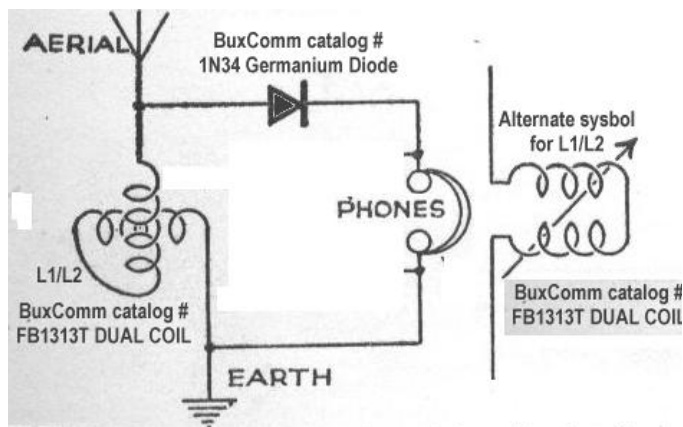 AERIAL
BuxComm catalog #
1N34 Germanium Diode
Alternate sysbol
for L1/L2
PHONES
L1/L2
BuxComm catalog #
FB1313T DUAL COIL
BuxComm catalog #
FB1313T DUAL COIL
EARTH